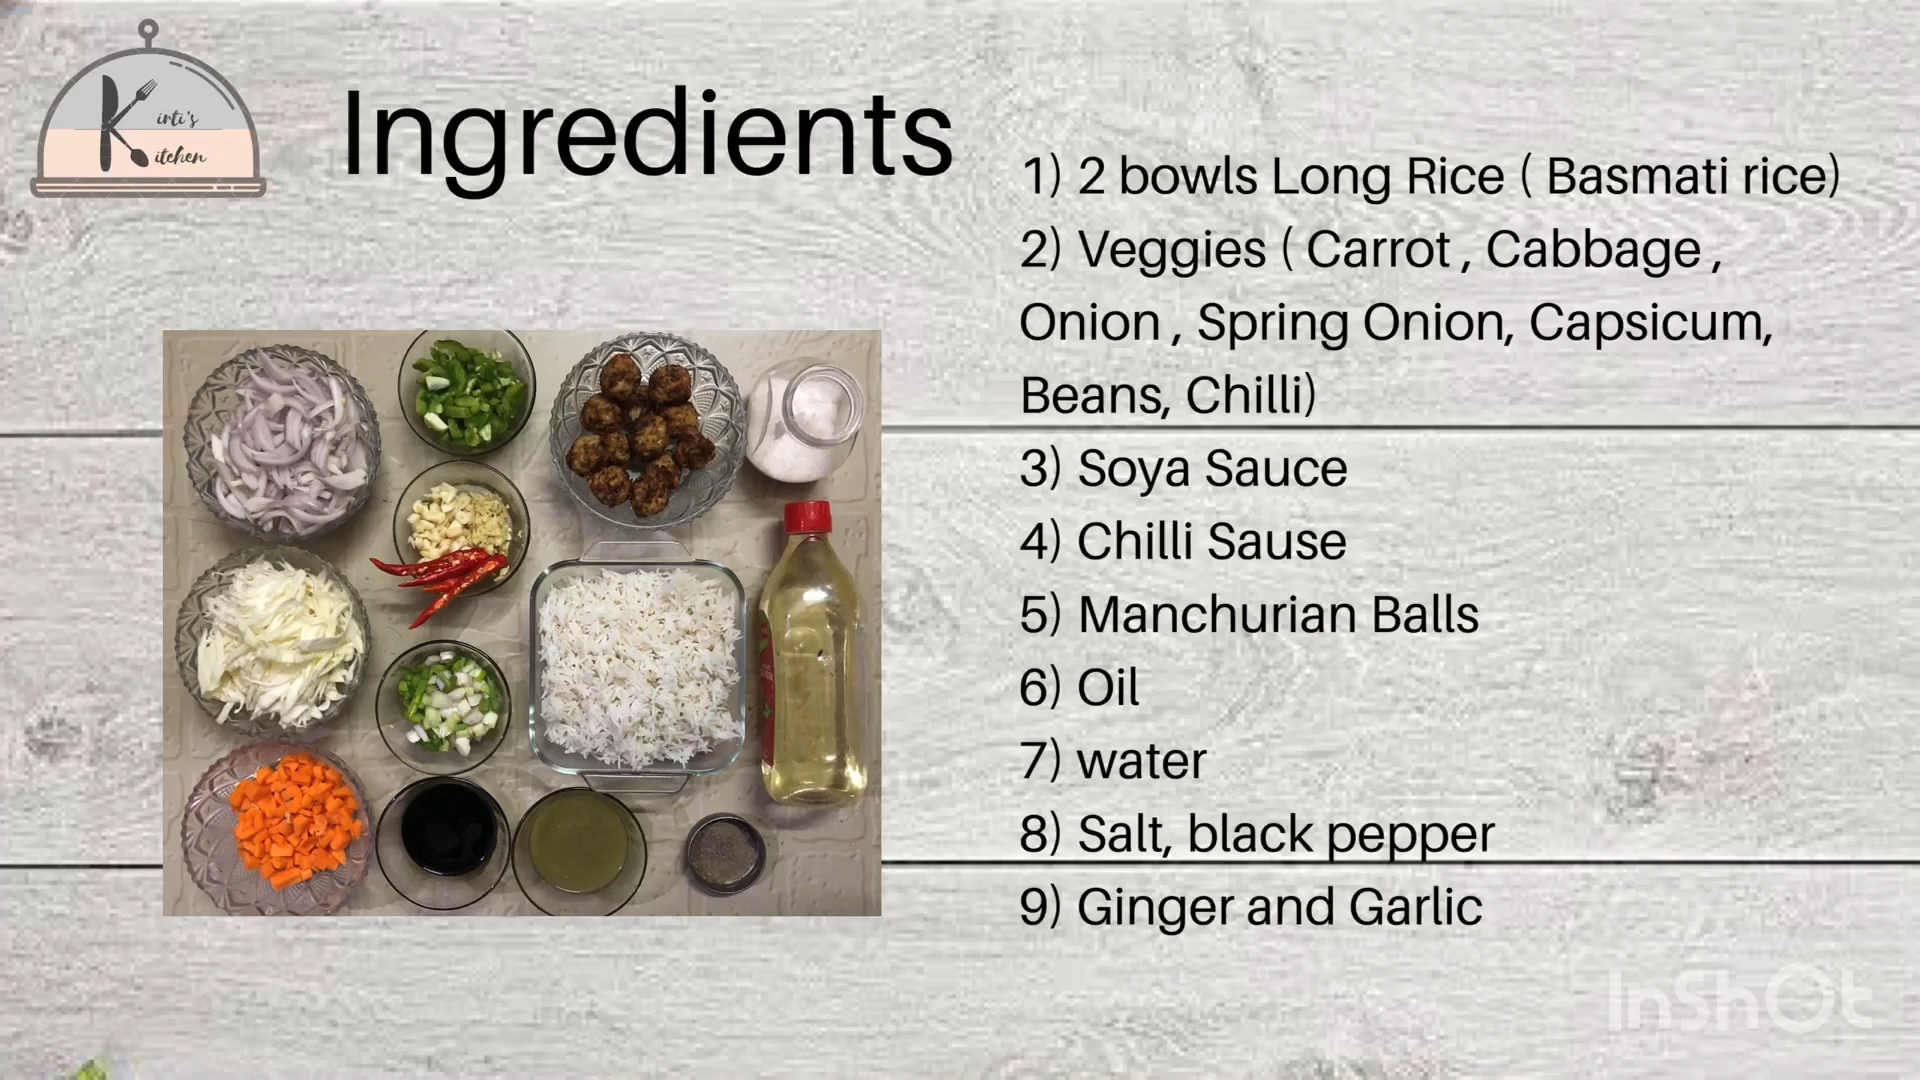 K irti's
itchen
Ingredients
1) 2 bowls Long Rice ( Basmati rice)
2) Veggies ( Carrot , Cabbage ,
Onion , Spring Onion, Capsicum,
Beans, Chilli)
3) Soya Sauce
4) Chilli Sause
5) Manchurian Balls
6) Oil
7) water
8) Salt, black pepper
9) Ginger and Garlic
InShOt